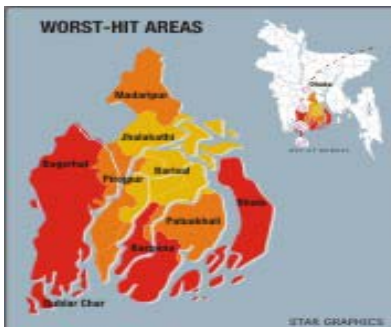 WORST-HIT AREAS
Dhaka
Madaripur
Jhalakathi
Bagerhat
Pirojpur
Barisal
Bhola
Patuakhali
Barguna
Dublar Char
STAR GRAPHICS